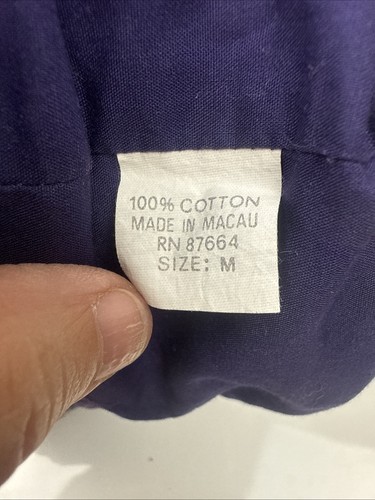 100% COTTON
MADE IN MACAU
RN 87664
SIZE: M